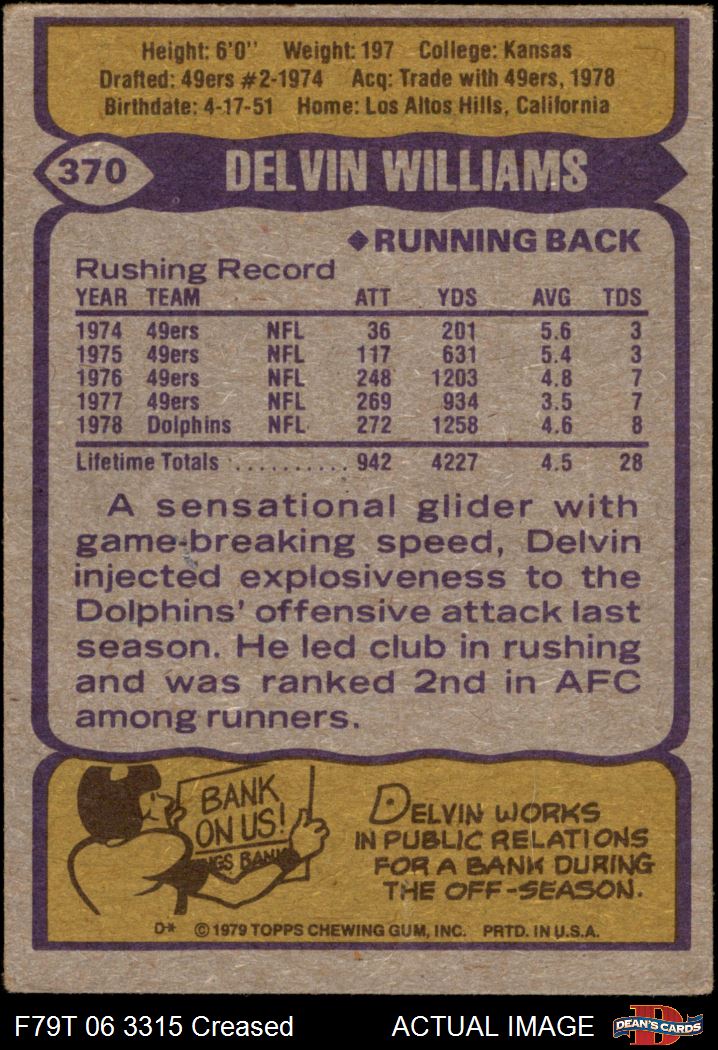 Height: 6'0" Weight: 197 College: Kansas
Drafted: 49ers #2-1974 Acq: Trade with 49ers, 1978
Birthdate: 4-17-51 Home: Los Altos Hills, California
370 DELVIN WILLIAMS
◆RUNNING BACK
Rushing Record
YEAR TEAM ATT YDS AVG TDS
1974 49ers NFL 36 201 5.6 3
1975 49ers NFL 117 631 5.4 3
1976 49ers NFL 248 1203 4.8 7
1977 49ers NFL 269 934 3.5 7
1978 Dolphins NFL 272 1258 4.6 8
Lifetime Totals .......... 942 4227 4.5 28
A sensational glider with
game-breaking speed, Delvin
injected explosiveness to the
Dolphins' offensive attack last
season. He led club in rushing
and was ranked 2nd in AFC
among runners.
BANK
ON US!
NGS BANK
DELVIN WORKS
IN PUBLIC RELATIONS
FOR A BANK DURING
THE OFF-SEASON.
D* © 1979 TOPPS CHEWING GUM, INC. PRTD. IN U.S.A.
F79T 06 3315 Creased ACTUAL IMAGE DEAN'S CARDS